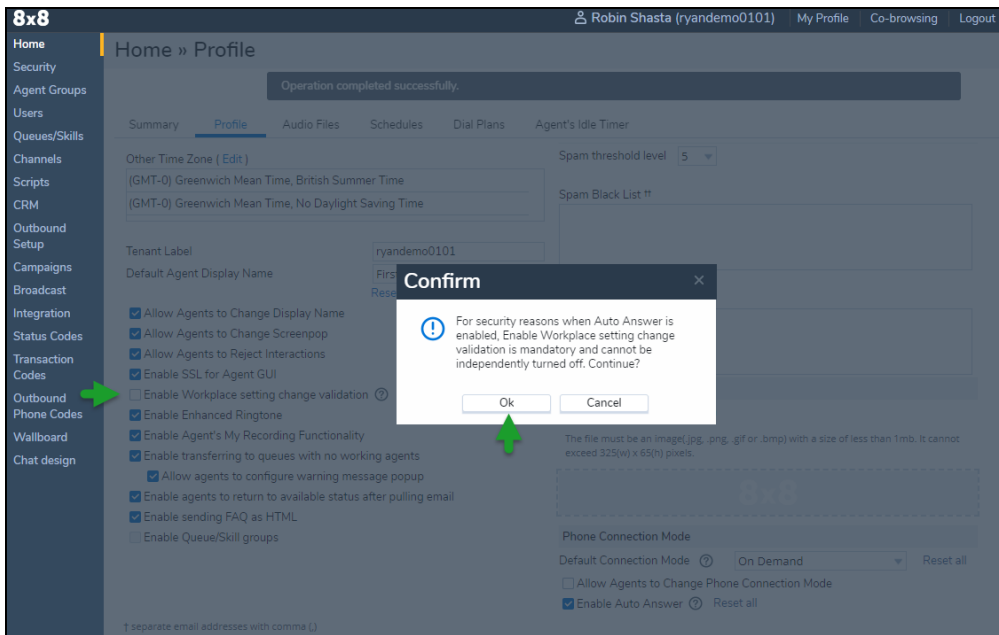 8x8
Robin Shasta (ryandemo0101) My Profile Co-browsing Logout
Home
Security
Agent Groups
Users
Queues/Skills
Channels
Scripts
CRM
Outbound
Setup
Campaigns
Broadcast
Integration
Status Codes
Transaction
Codes
Outbound
Phone Codes
Wallboard
Chat design
Home » Profile
Operation completed successfully.
Summary Profile Audio Files Schedules Dial Plans Agent's Idle Timer
Other Time Zone ( Edit )
(GMT-0) Greenwich Mean Time, British Summer Time
(GMT-0) Greenwich Mean Time, No Daylight Saving Time
Tenant Label ryandemo0101
Default Agent Display Name Firs
Rese
Allow Agents to Change Display Name
Allow Agents to Change Screenpop
Allow Agents to Reject Interactions
Enable SSL for Agent GUI
Enable Workplace setting change validation ?
Enable Enhanced Ringtone
Enable Agent's My Recording Functionality
Enable transferring to queues with no working agents
Allow agents to configure warning message popup
Enable agents to return to available status after pulling email
Enable sending FAQ as HTML
Enable Queue/Skill groups
† separate email addresses with comma (,)
Spam threshold level 5
Spam Black List ††
Confirm ×
For security reasons when Auto Answer is
enabled, Enable Workplace setting change
validation is mandatory and cannot be
independently turned off. Continue?
Ok Cancel
The file must be an image(.jpg, .png, .gif or .bmp) with a size of less than 1mb. It cannot
exceed 325(w) x 65(h) pixels.
8x8
Phone Connection Mode
Default Connection Mode ? On Demand Reset all
Allow Agents to Change Phone Connection Mode
Enable Auto Answer ? Reset all